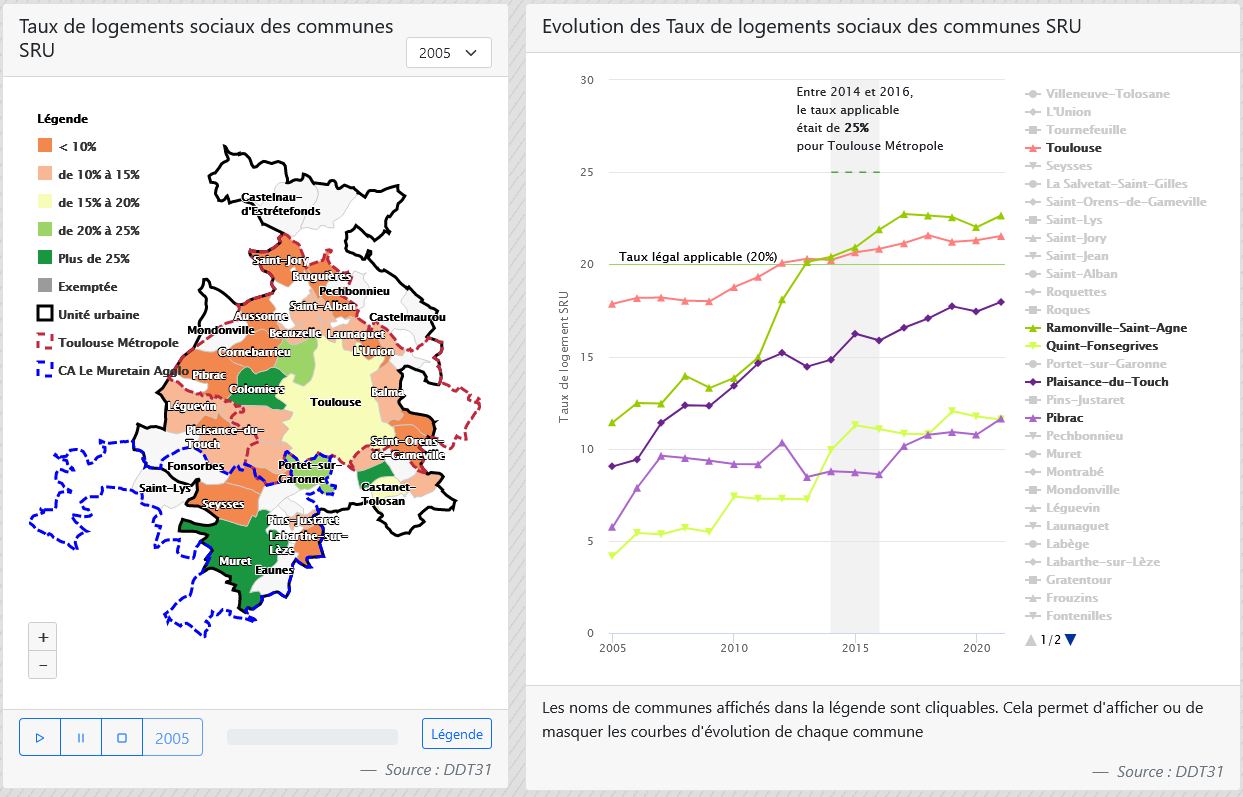 Taux de logements sociaux des communes
SRU
2005
Légende
< 10%
de 10% à 15%
de 15% à 20%
de 20% à 25%
Plus de 25%
Exemptée
Unité urbaine
Toulouse Métropole
CA Le Muretain Agglo
Castelnau-
d'Estrétefonds
Saint-Jory
Bruguières
Pechbonnieu
Saint-Alban
Aussonne
Castelmaurou
Mondonville
Beauzelle
Launaguet
Cornebarrieu
L'Union
Pibrac
Colomiers
Balma
Léguevin
Toulouse
Plaisance-du-
Touch
Saint-Orens-
de-Gameville
Fonsorbes
Portet-sur-
Garonne
Saint-Lys
Castanet-
Tolosan
Seysses
Pins-Justaret
Labarthe-sur-
Lèze
Muret
Eaunes
+
−
2005
Légende
— Source : DDT31
Evolution des Taux de logements sociaux des communes SRU
Taux de logement SRU
30
25
20
15
10
5
0
2005
2010
2015
2020
Entre 2014 et 2016,
le taux applicable
était de 25%
pour Toulouse Métropole
Taux légal applicable (20%)
Villeneuve-Tolosane
L'Union
Tournefeuille
Toulouse
Seysses
La Salvetat-Saint-Gilles
Saint-Orens-de-Gameville
Saint-Lys
Saint-Jory
Saint-Jean
Saint-Alban
Roquettes
Roques
Ramonville-Saint-Agne
Quint-Fonsegrives
Portet-sur-Garonne
Plaisance-du-Touch
Pins-Justaret
Pibrac
Pechbonnieu
Muret
Montrabé
Mondonville
Léguevin
Launaguet
Labège
Labarthe-sur-Lèze
Gratentour
Frouzins
Fontenilles
1/2
Les noms de communes affichés dans la légende sont cliquables. Cela permet d'afficher ou de
masquer les courbes d'évolution de chaque commune
— Source : DDT31